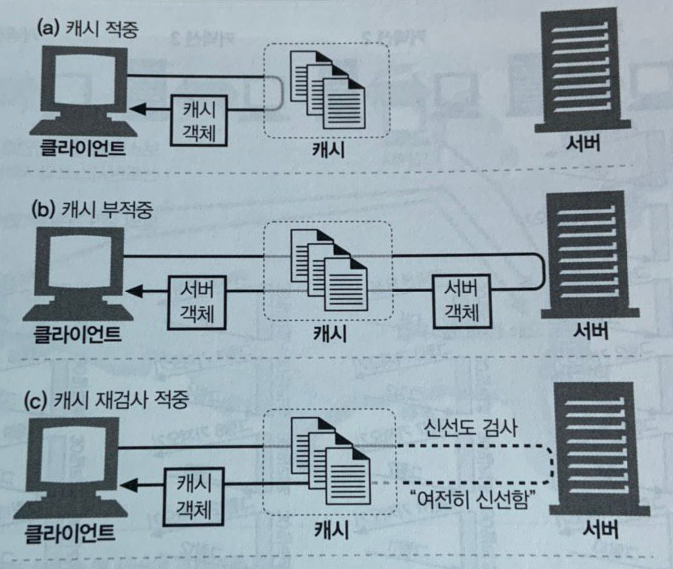 (a) 캐시 적중
캐시
객체
클라이언트
캐시
서버
(b) 캐시 부적중
서버
객체
서버
객체
클라이언트
캐시
서버
(c) 캐시 재검사 적중
신선도 검사
캐시
객체
“여전히 신선함”
클라이언트
캐시
서버